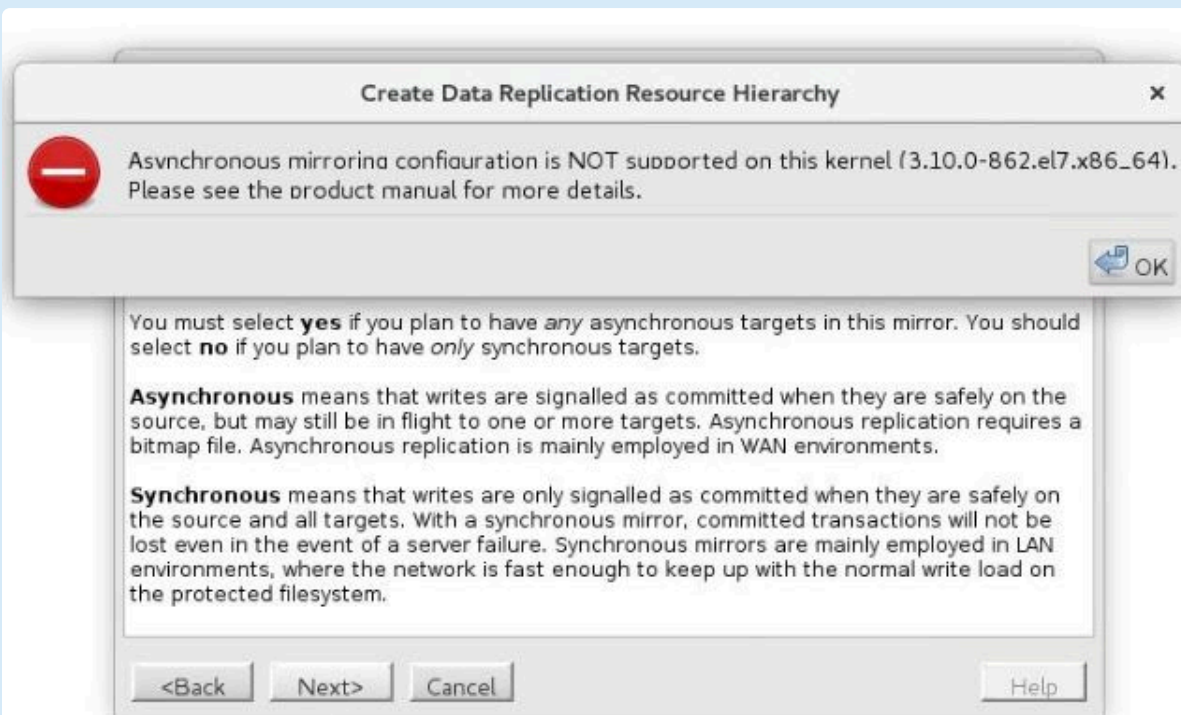 Create Data Replication Resource Hierarchy
×
Asynchronous mirroring configuration is NOT supported on this kernel (3.10.0-862.el7.x86_64).
Please see the product manual for more details.
OK
You must select yes if you plan to have any asynchronous targets in this mirror. You should
select no if you plan to have only synchronous targets.
Asynchronous means that writes are signalled as committed when they are safely on the
source, but may still be in flight to one or more targets. Asynchronous replication requires a
bitmap file. Asynchronous replication is mainly employed in WAN environments.
Synchronous means that writes are only signalled as committed when they are safely on
the source and all targets. With a synchronous mirror, committed transactions will not be
lost even in the event of a server failure. Synchronous mirrors are mainly employed in LAN
environments, where the network is fast enough to keep up with the normal write load on
the protected filesystem.
<Back Next> Cancel Help